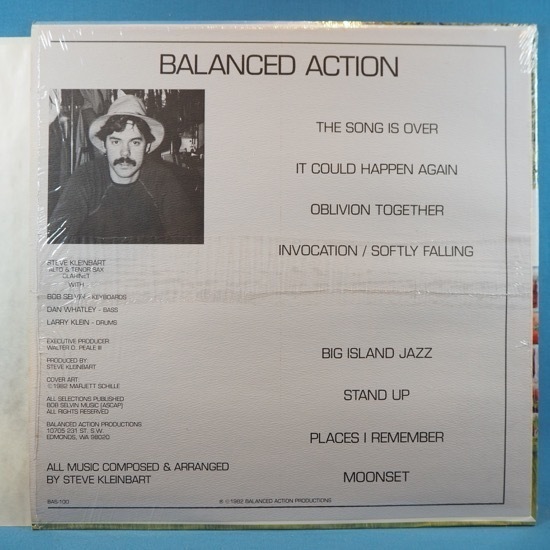 BALANCED ACTION
THE SONG IS OVER
IT COULD HAPPEN AGAIN
OBLIVION TOGETHER
INVOCATION / SOFTLY FALLING
BIG ISLAND JAZZ
STAND UP
PLACES I REMEMBER
MOONSET
STEVE KLEINBART
ALTO & TENOR SAX
CLARINET
WITH
BOB SELVIN - KEYBOARDS
DAN WHATLEY - BASS
LARRY KLEIN - DRUMS
EXECUTIVE PRODUCER:
WALTER D. PEALE III
PRODUCED BY:
STEVE KLEINBART
COVER ART:
© 1982 MARJETT SCHILLE
ALL SELECTIONS PUBLISHED
BOB SELVIN MUSIC (ASCAP)
ALL RIGHTS RESERVED
BALANCED ACTION PRODUCTIONS
10705 231 ST. S.W.
EDMONDS, WA 98020
ALL MUSIC COMPOSED & ARRANGED
BY STEVE KLEINBART
BAS-100
℗ © 1982 BALANCED ACTION PRODUCTIONS